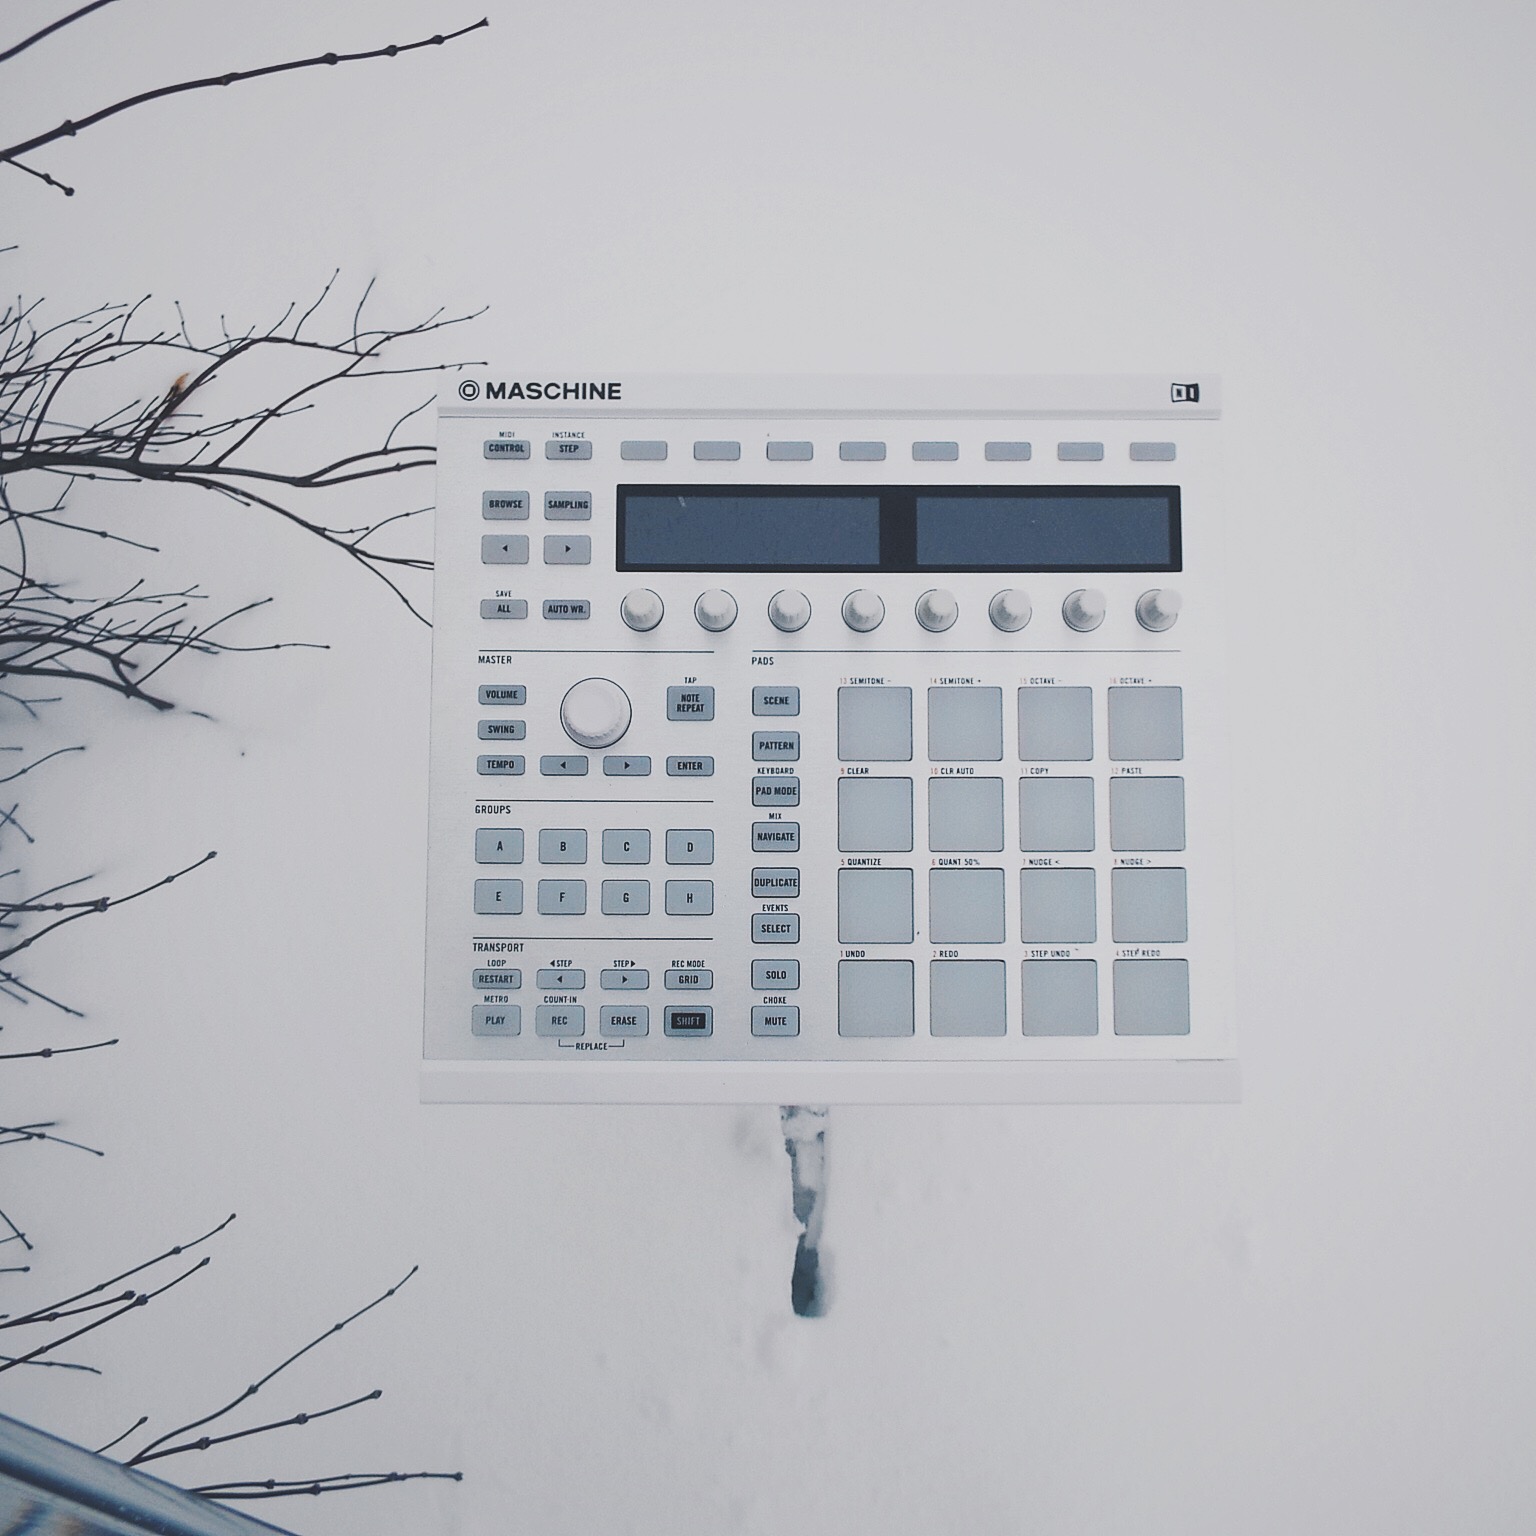 MASCHINE
NI
MIDI INSTANCE
CONTROL STEP
BROWSE SAMPLING
SAVE
ALL AUTO WR.
MASTER
VOLUME
SWING
TEMPO
TAP
NOTE
REPEAT
ENTER
GROUPS
A B C D
E F G H
TRANSPORT
LOOP ◀STEP STEP▶ REC MODE
RESTART GRID
METRO COUNT-IN
PLAY REC ERASE SHIFT
REPLACE
PADS
SCENE
PATTERN
KEYBOARD
PAD MODE
MIX
NAVIGATE
DUPLICATE
EVENTS
SELECT
SOLO
CHOKE
MUTE
13 SEMITONE - 14 SEMITONE + 15 OCTAVE - 16 OCTAVE +
9 CLEAR 10 CLR AUTO 11 COPY 12 PASTE
5 QUANTIZE 6 QUANT 50% 7 NUDGE < 8 NUDGE >
1 UNDO 2 REDO 3 STEP UNDO 4 STEP REDO